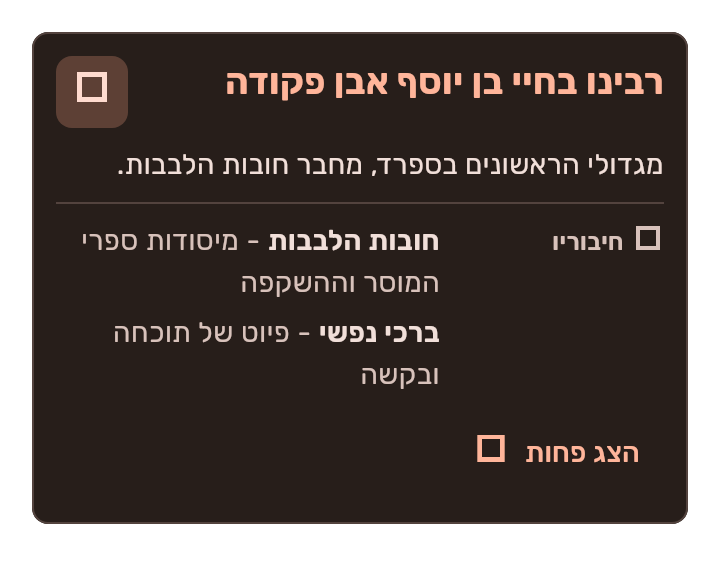 רבינו בחיי בן יוסף אבן פקודה
מגדולי הראשונים בספרד, מחבר חובות הלבבות.
חיבוריו
חובות הלבבות - מיסודות ספרי
המוסר וההשקפה
ברכי נפשי - פיוט של תוכחה
ובקשה
הצג פחות